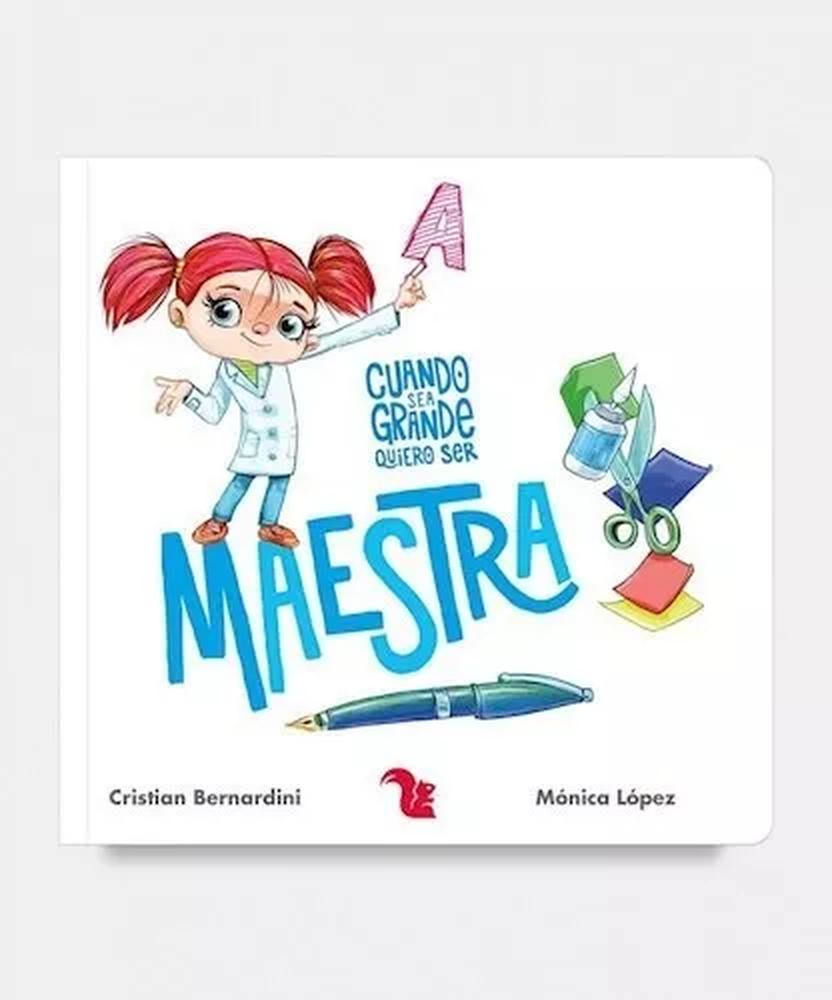 A
CUANDO
SEA
GRANDE
QUIERO SER
MAESTRA
Cristian Bernardini
Mónica López